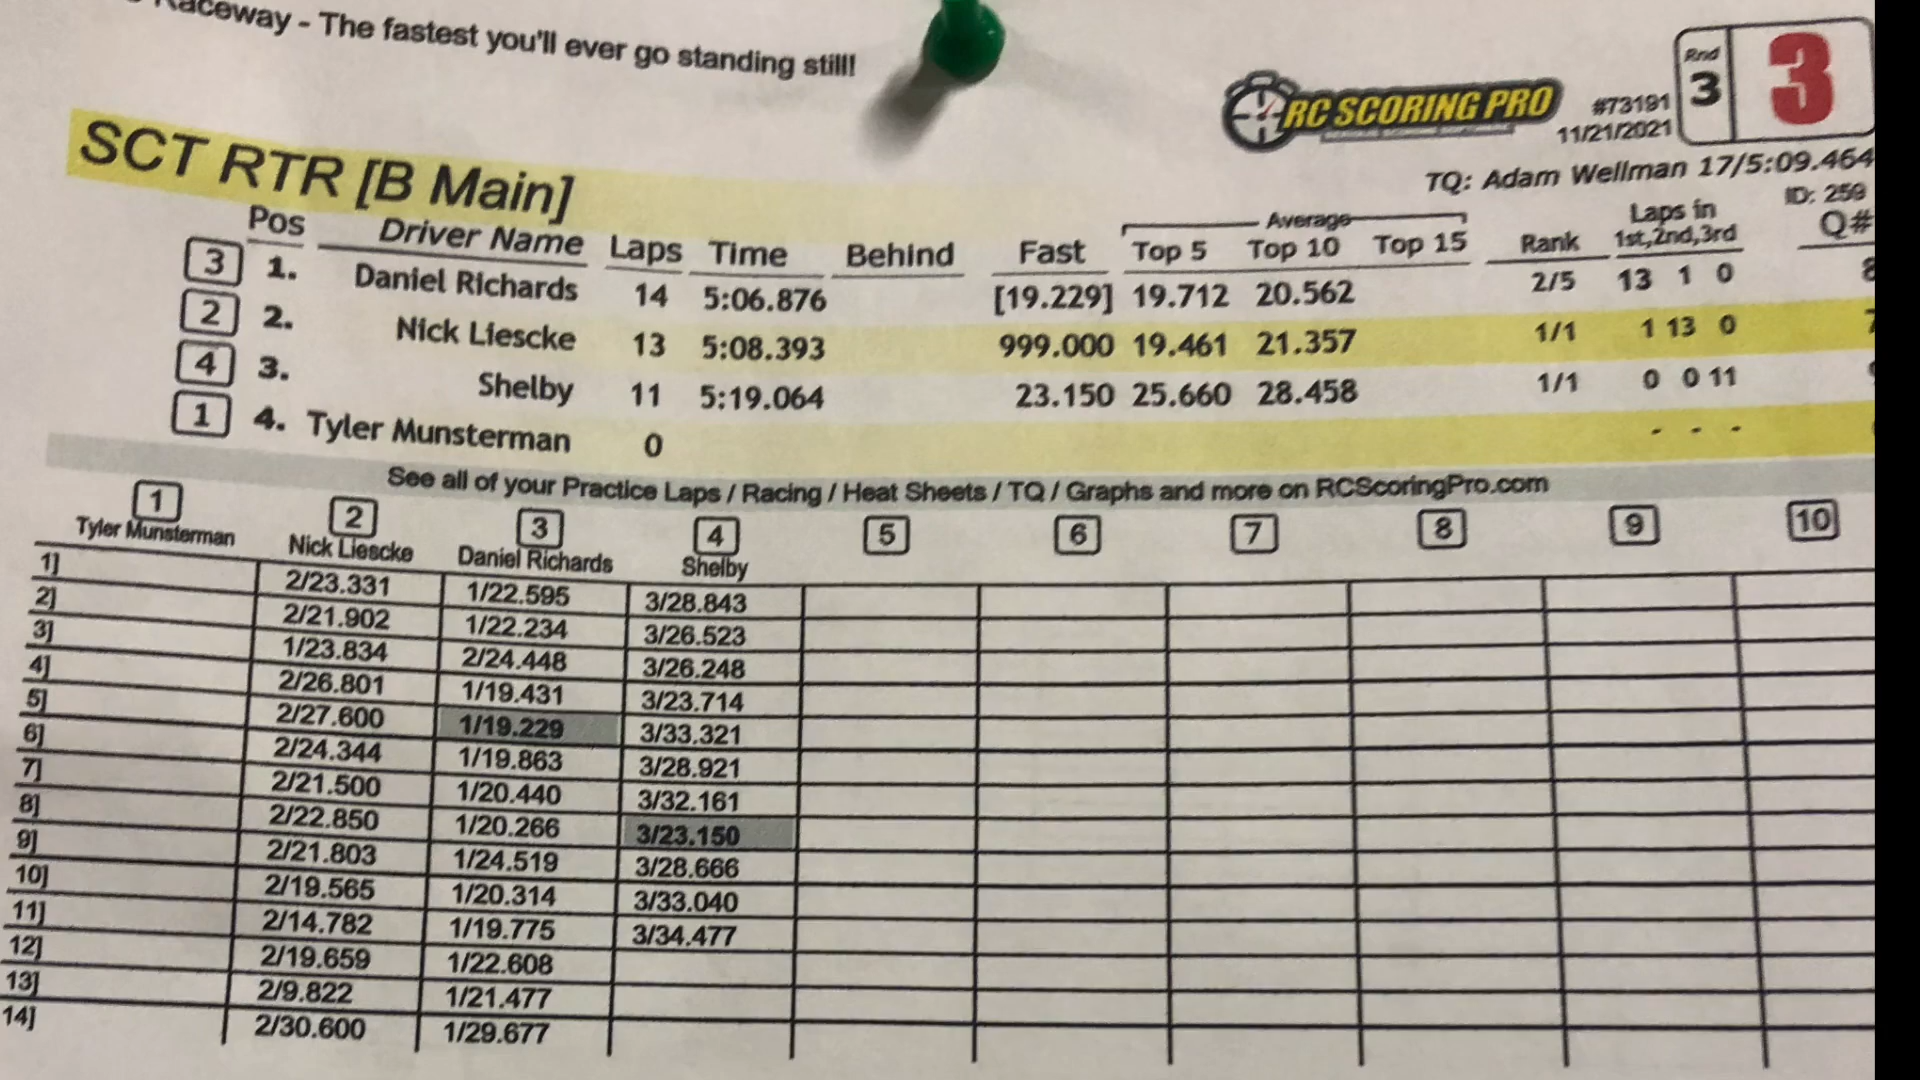 Raceway - The fastest you'll ever go standing still!
RC SCORING PRO
#73191
11/21/2021
Rnd
3
3
TQ: Adam Wellman 17/5:09.464
ID: 259
SCT RTR [B Main]
Average
Laps in
Pos Driver Name Laps Time Behind Fast Top 5 Top 10 Top 15 Rank 1st,2nd,3rd Q#
3 1. Daniel Richards 14 5:06.876 [19.229] 19.712 20.562 2/5 13 1 0 8
2 2. Nick Liescke 13 5:08.393 999.000 19.461 21.357 1/1 1 13 0 7
4 3. Shelby 11 5:19.064 23.150 25.660 28.458 1/1 0 0 11
1 4. Tyler Munsterman 0 - - -
See all of your Practice Laps / Racing / Heat Sheets / TQ / Graphs and more on RCScoringPro.com
1 2 3 4 5 6 7 8 9 10
Tyler Munsterman Nick Liescke Daniel Richards Shelby
1] 2/23.331 1/22.595 3/28.843
2] 2/21.902 1/22.234 3/26.523
3] 1/23.834 2/24.448 3/26.248
4] 2/26.801 1/19.431 3/23.714
5] 2/27.600 1/19.229 3/33.321
6] 2/24.344 1/19.863 3/28.921
7] 2/21.500 1/20.440 3/32.161
8] 2/22.850 1/20.266 3/23.150
9] 2/21.803 1/24.519 3/28.666
10] 2/19.565 1/20.314 3/33.040
11] 2/14.782 1/19.775 3/34.477
12] 2/19.659 1/22.608
13] 2/9.822 1/21.477
14] 2/30.600 1/29.677